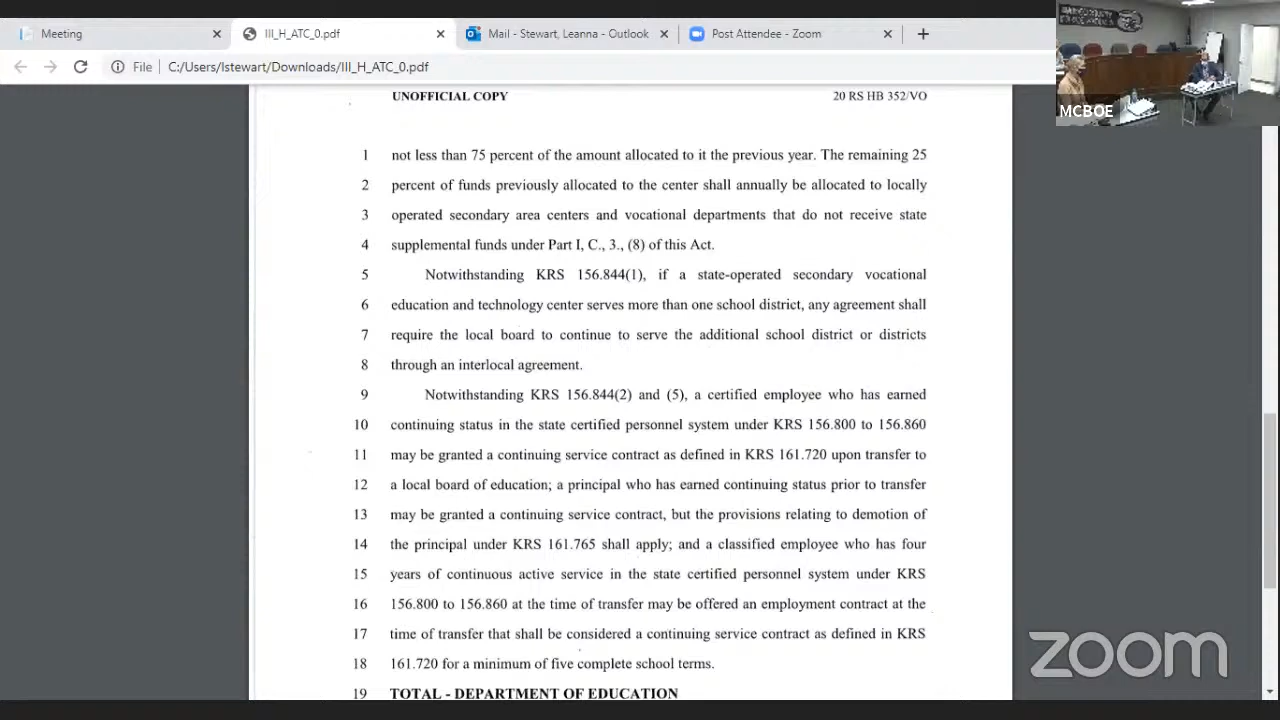 Meeting
III_H_ATC_0.pdf
Mail - Stewart, Leanna - Outlook
Post Attendee - Zoom
File
C:/Users/lstewart/Downloads/III_H_ATC_0.pdf
MCBOE
UNOFFICIAL COPY 20 RS HB 352/VO
1 not less than 75 percent of the amount allocated to it the previous year. The remaining 25
2 percent of funds previously allocated to the center shall annually be allocated to locally
3 operated secondary area centers and vocational departments that do not receive state
4 supplemental funds under Part I, C., 3., (8) of this Act.
5 Notwithstanding KRS 156.844(1), if a state-operated secondary vocational
6 education and technology center serves more than one school district, any agreement shall
7 require the local board to continue to serve the additional school district or districts
8 through an interlocal agreement.
9 Notwithstanding KRS 156.844(2) and (5), a certified employee who has earned
10 continuing status in the state certified personnel system under KRS 156.800 to 156.860
11 may be granted a continuing service contract as defined in KRS 161.720 upon transfer to
12 a local board of education; a principal who has earned continuing status prior to transfer
13 may be granted a continuing service contract, but the provisions relating to demotion of
14 the principal under KRS 161.765 shall apply; and a classified employee who has four
15 years of continuous active service in the state certified personnel system under KRS
16 156.800 to 156.860 at the time of transfer may be offered an employment contract at the
17 time of transfer that shall be considered a continuing service contract as defined in KRS
18 161.720 for a minimum of five complete school terms.
19 TOTAL - DEPARTMENT OF EDUCATION
zoom